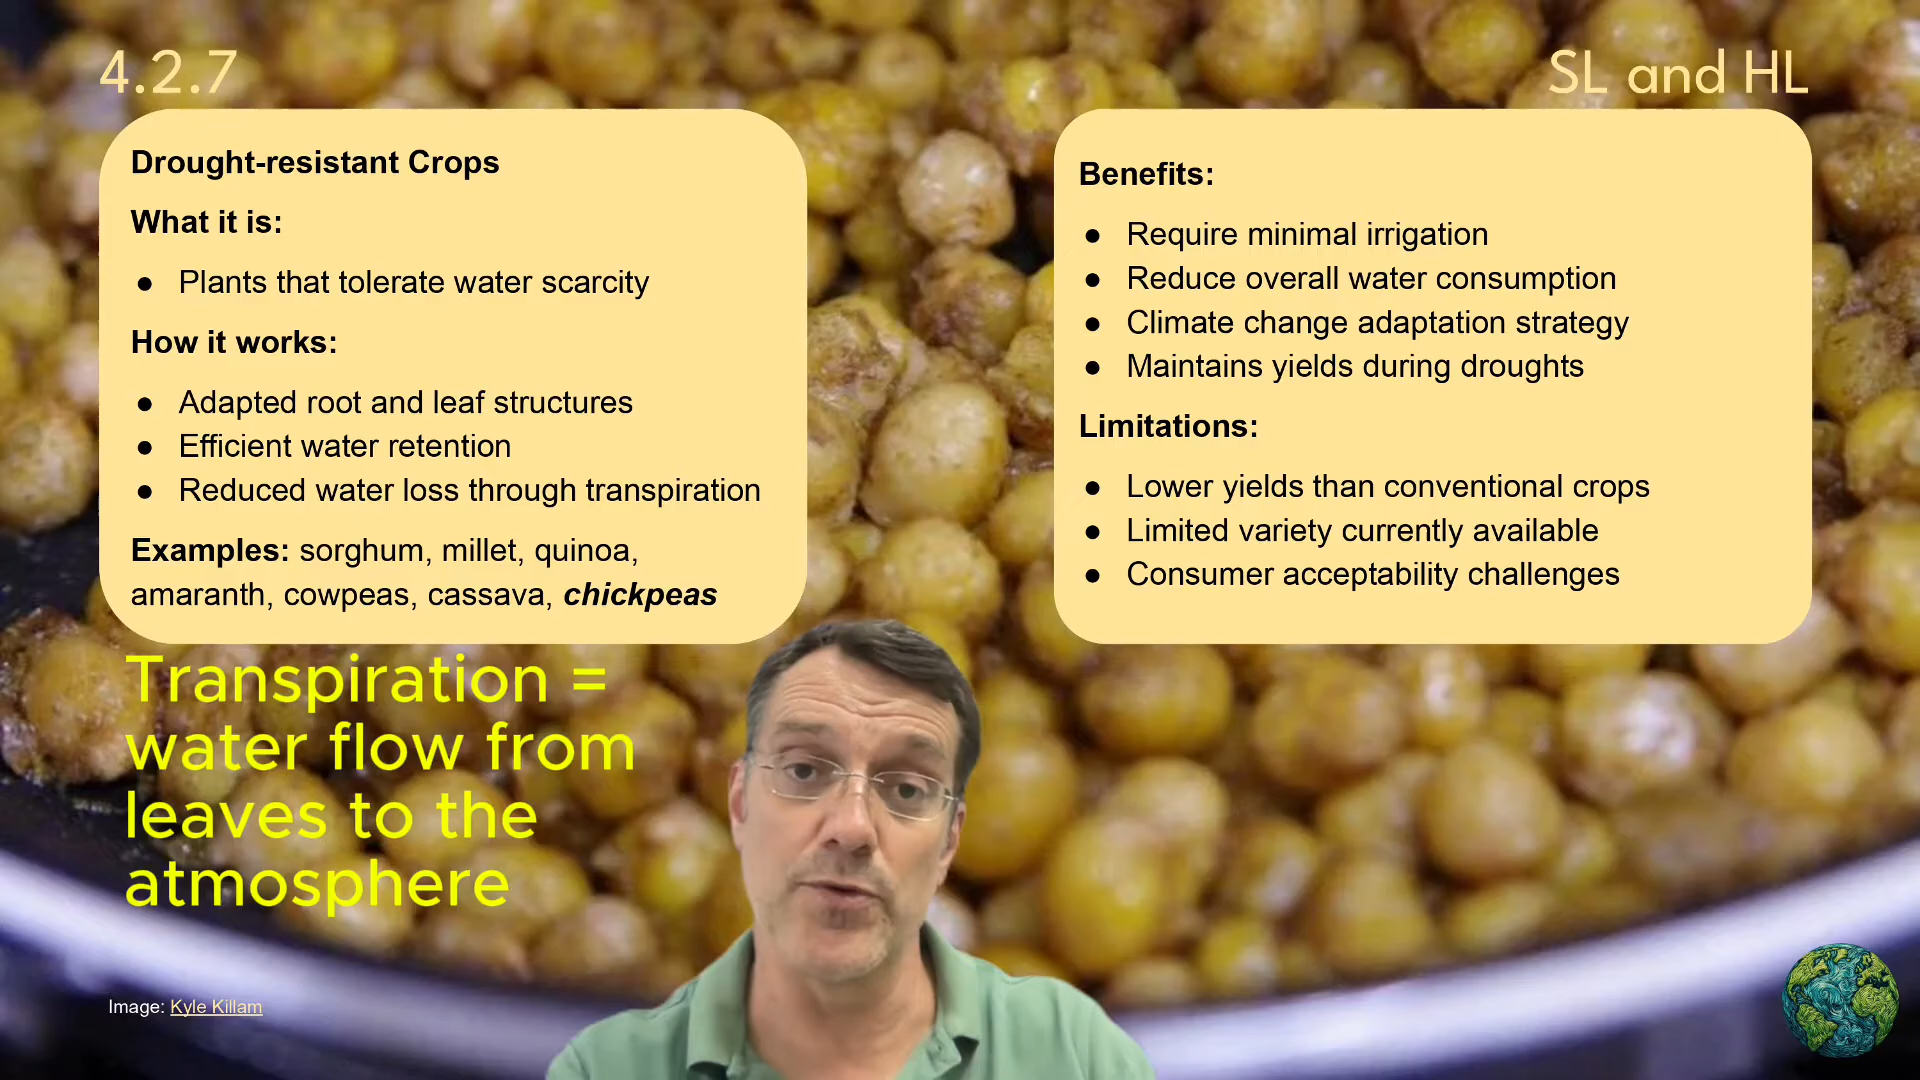 4.2.7
SL and HL
Drought-resistant Crops
What it is:
● Plants that tolerate water scarcity
How it works:
● Adapted root and leaf structures
● Efficient water retention
● Reduced water loss through transpiration
Examples: sorghum, millet, quinoa,
amaranth, cowpeas, cassava, chickpeas
Benefits:
● Require minimal irrigation
● Reduce overall water consumption
● Climate change adaptation strategy
● Maintains yields during droughts
Limitations:
● Lower yields than conventional crops
● Limited variety currently available
● Consumer acceptability challenges
Transpiration =
water flow from
leaves to the
atmosphere
Image: Kyle Killam